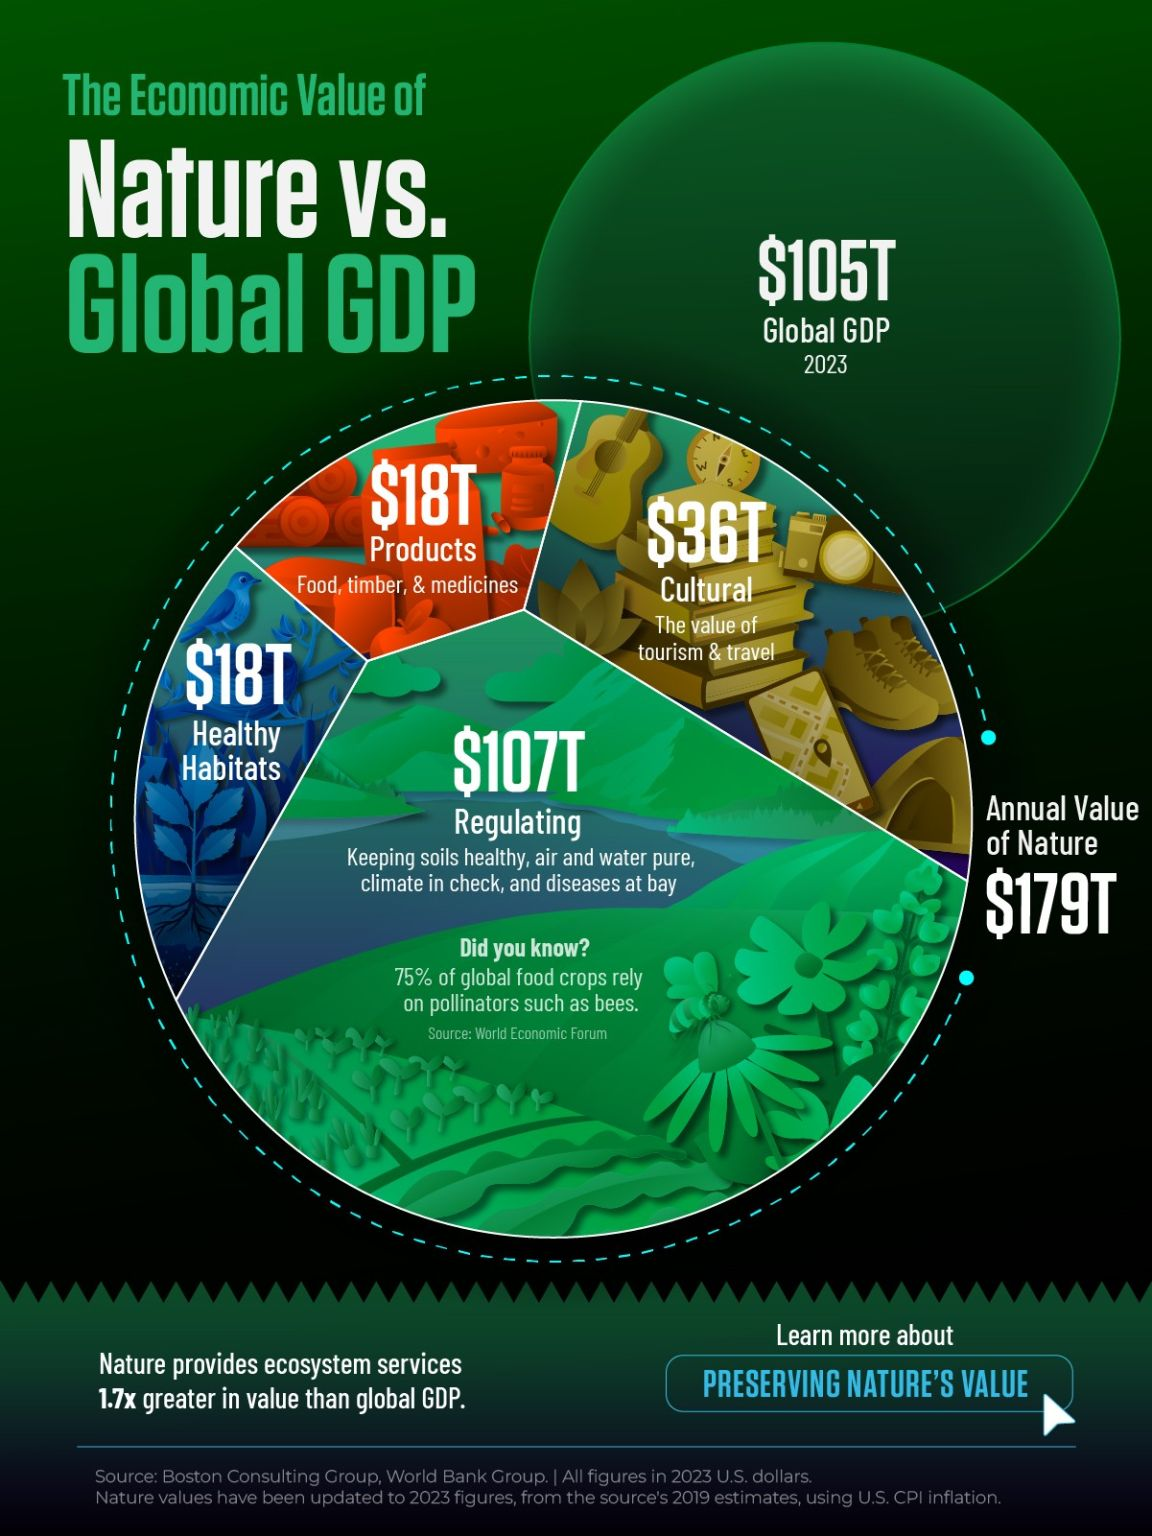 The Economic Value of
Nature vs.
Global GDP
$105T
Global GDP
2023
$18T
Products
Food, timber, & medicines
$36T
Cultural
The value of
tourism & travel
$18T
Healthy
Habitats
$107T
Regulating
Keeping soils healthy, air and water pure,
climate in check, and diseases at bay
Did you know?
75% of global food crops rely
on pollinators such as bees.
Source: World Economic Forum
Annual Value
of Nature
$179T
Nature provides ecosystem services
1.7x greater in value than global GDP.
Learn more about
PRESERVING NATURE'S VALUE
Source: Boston Consulting Group, World Bank Group. | All figures in 2023 U.S. dollars.
Nature values have been updated to 2023 figures, from the source's 2019 estimates, using U.S. CPI inflation.